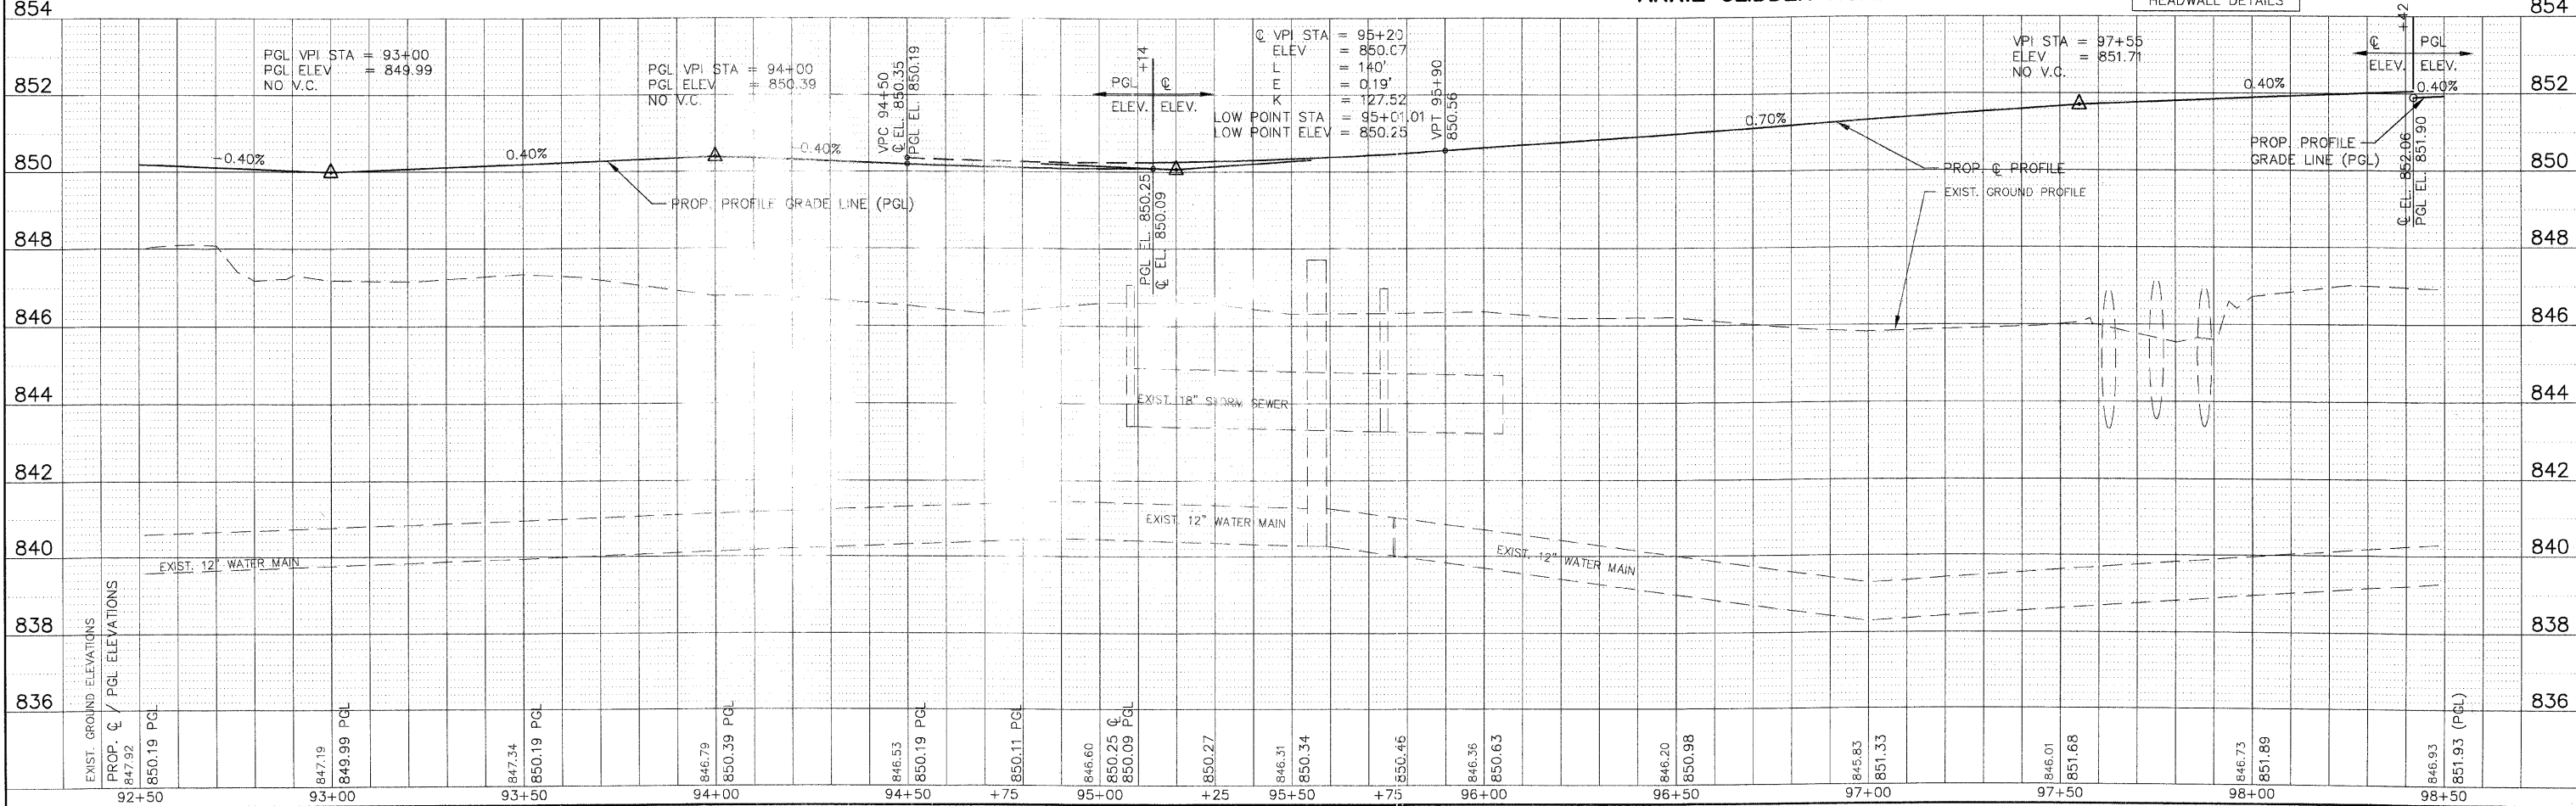 854
HEADWALL DETAILS
854
PGL VPI STA = 93+00
PGL ELEV = 849.99
NO V.C.
PGL VPI STA = 94+00
PGL ELEV = 850.39
NO V.C.
VPC 94+50
℄ EL. 850.35
PGL EL. 850.19
+14
PGL ℄
ELEV. ELEV.
℄ VPI STA = 95+20
ELEV = 850.07
L = 140'
E = 0.19'
K = 127.52
LOW POINT STA = 95+01.01
LOW POINT ELEV = 850.25
VPT 95+90
850.56
VPI STA = 97+55
ELEV = 851.71
NO V.C.
+42
℄ PGL
ELEV. ELEV.
852
852
-0.40%
0.40%
-0.40%
0.70%
0.40%
0.40%
850
850
PROP. PROFILE GRADE LINE (PGL)
PGL EL. 850.25
℄ EL. 850.09
PROP. ℄ PROFILE
EXIST. GROUND PROFILE
PROP. PROFILE
GRADE LINE (PGL)
℄ EL. 852.06
PGL EL. 851.90
848
848
846
846
844
844
EXIST. 18" STORM SEWER
842
842
EXIST. 12" WATER MAIN
840
840
EXIST. 12" WATER MAIN
EXIST. 12" WATER MAIN
838
838
836
836
EXIST. GROUND ELEVATIONS
PROP. ℄ / PGL ELEVATIONS
847.92
850.19 PGL
847.19
849.99 PGL
847.34
850.19 PGL
846.79
850.39 PGL
846.53
850.19 PGL
850.11 PGL
846.60
850.25 ℄
850.09 PGL
850.27
846.31
850.34
850.46
846.36
850.63
846.20
850.98
845.83
851.33
846.01
851.68
846.73
851.89
846.93
851.93 (PGL)
92+50
93+00
93+50
94+00
94+50
+75
95+00
+25
95+50
+75
96+00
96+50
97+00
97+50
98+00
98+50